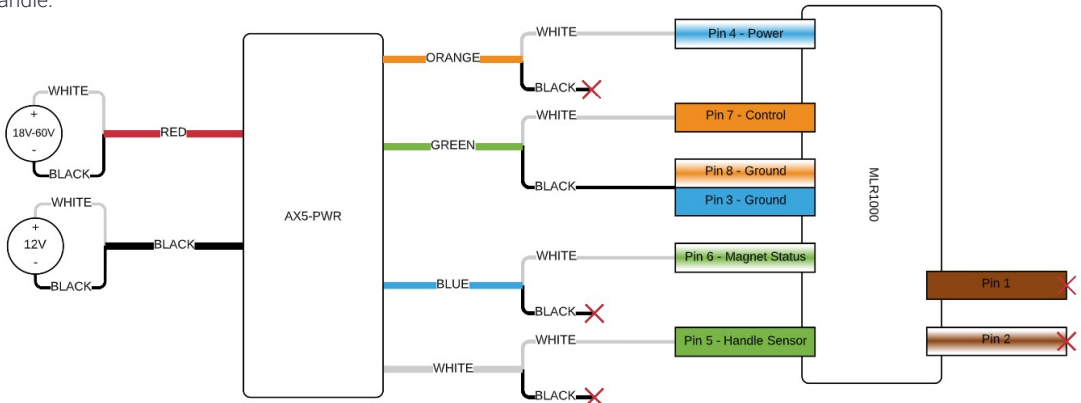 andle.
WHITE
+
18V-60V
-
BLACK
RED
WHITE
+
12V
-
BLACK
BLACK
AX5-PWR
ORANGE
WHITE
BLACK
GREEN
WHITE
BLACK
BLUE
WHITE
BLACK
WHITE
WHITE
BLACK
Pin 4 - Power
Pin 7 - Control
Pin 8 - Ground
Pin 3 - Ground
Pin 6 - Magnet Status
Pin 5 - Handle Sensor
MLR1000
Pin 1
Pin 2